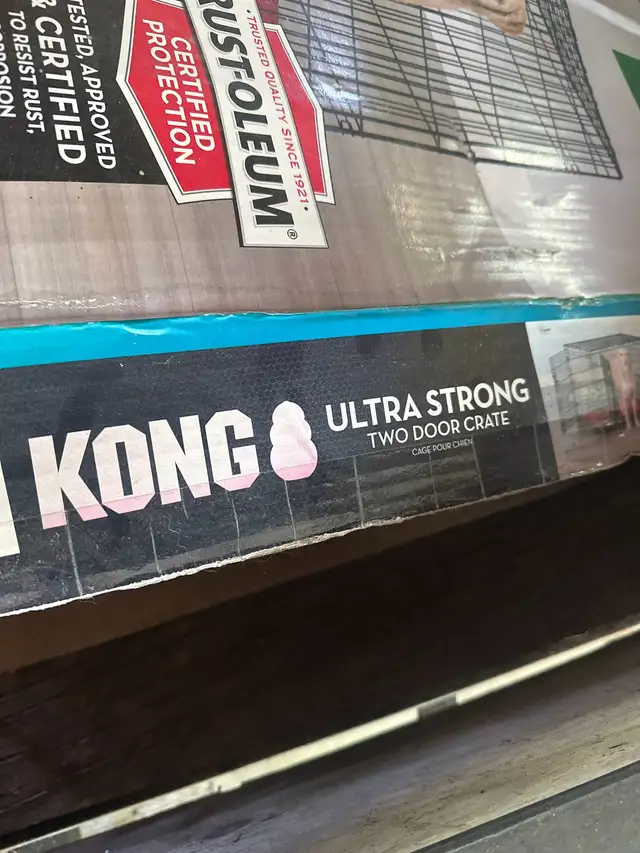 TESTED, APPROVED
& CERTIFIED
TO RESIST RUST,
CORROSION
CERTIFIED
PROTECTION
RUST-OLEUM®
• TRUSTED QUALITY SINCE 1921 •
KONG
ULTRA STRONG
TWO DOOR CRATE
CAGE POUR CHIEN